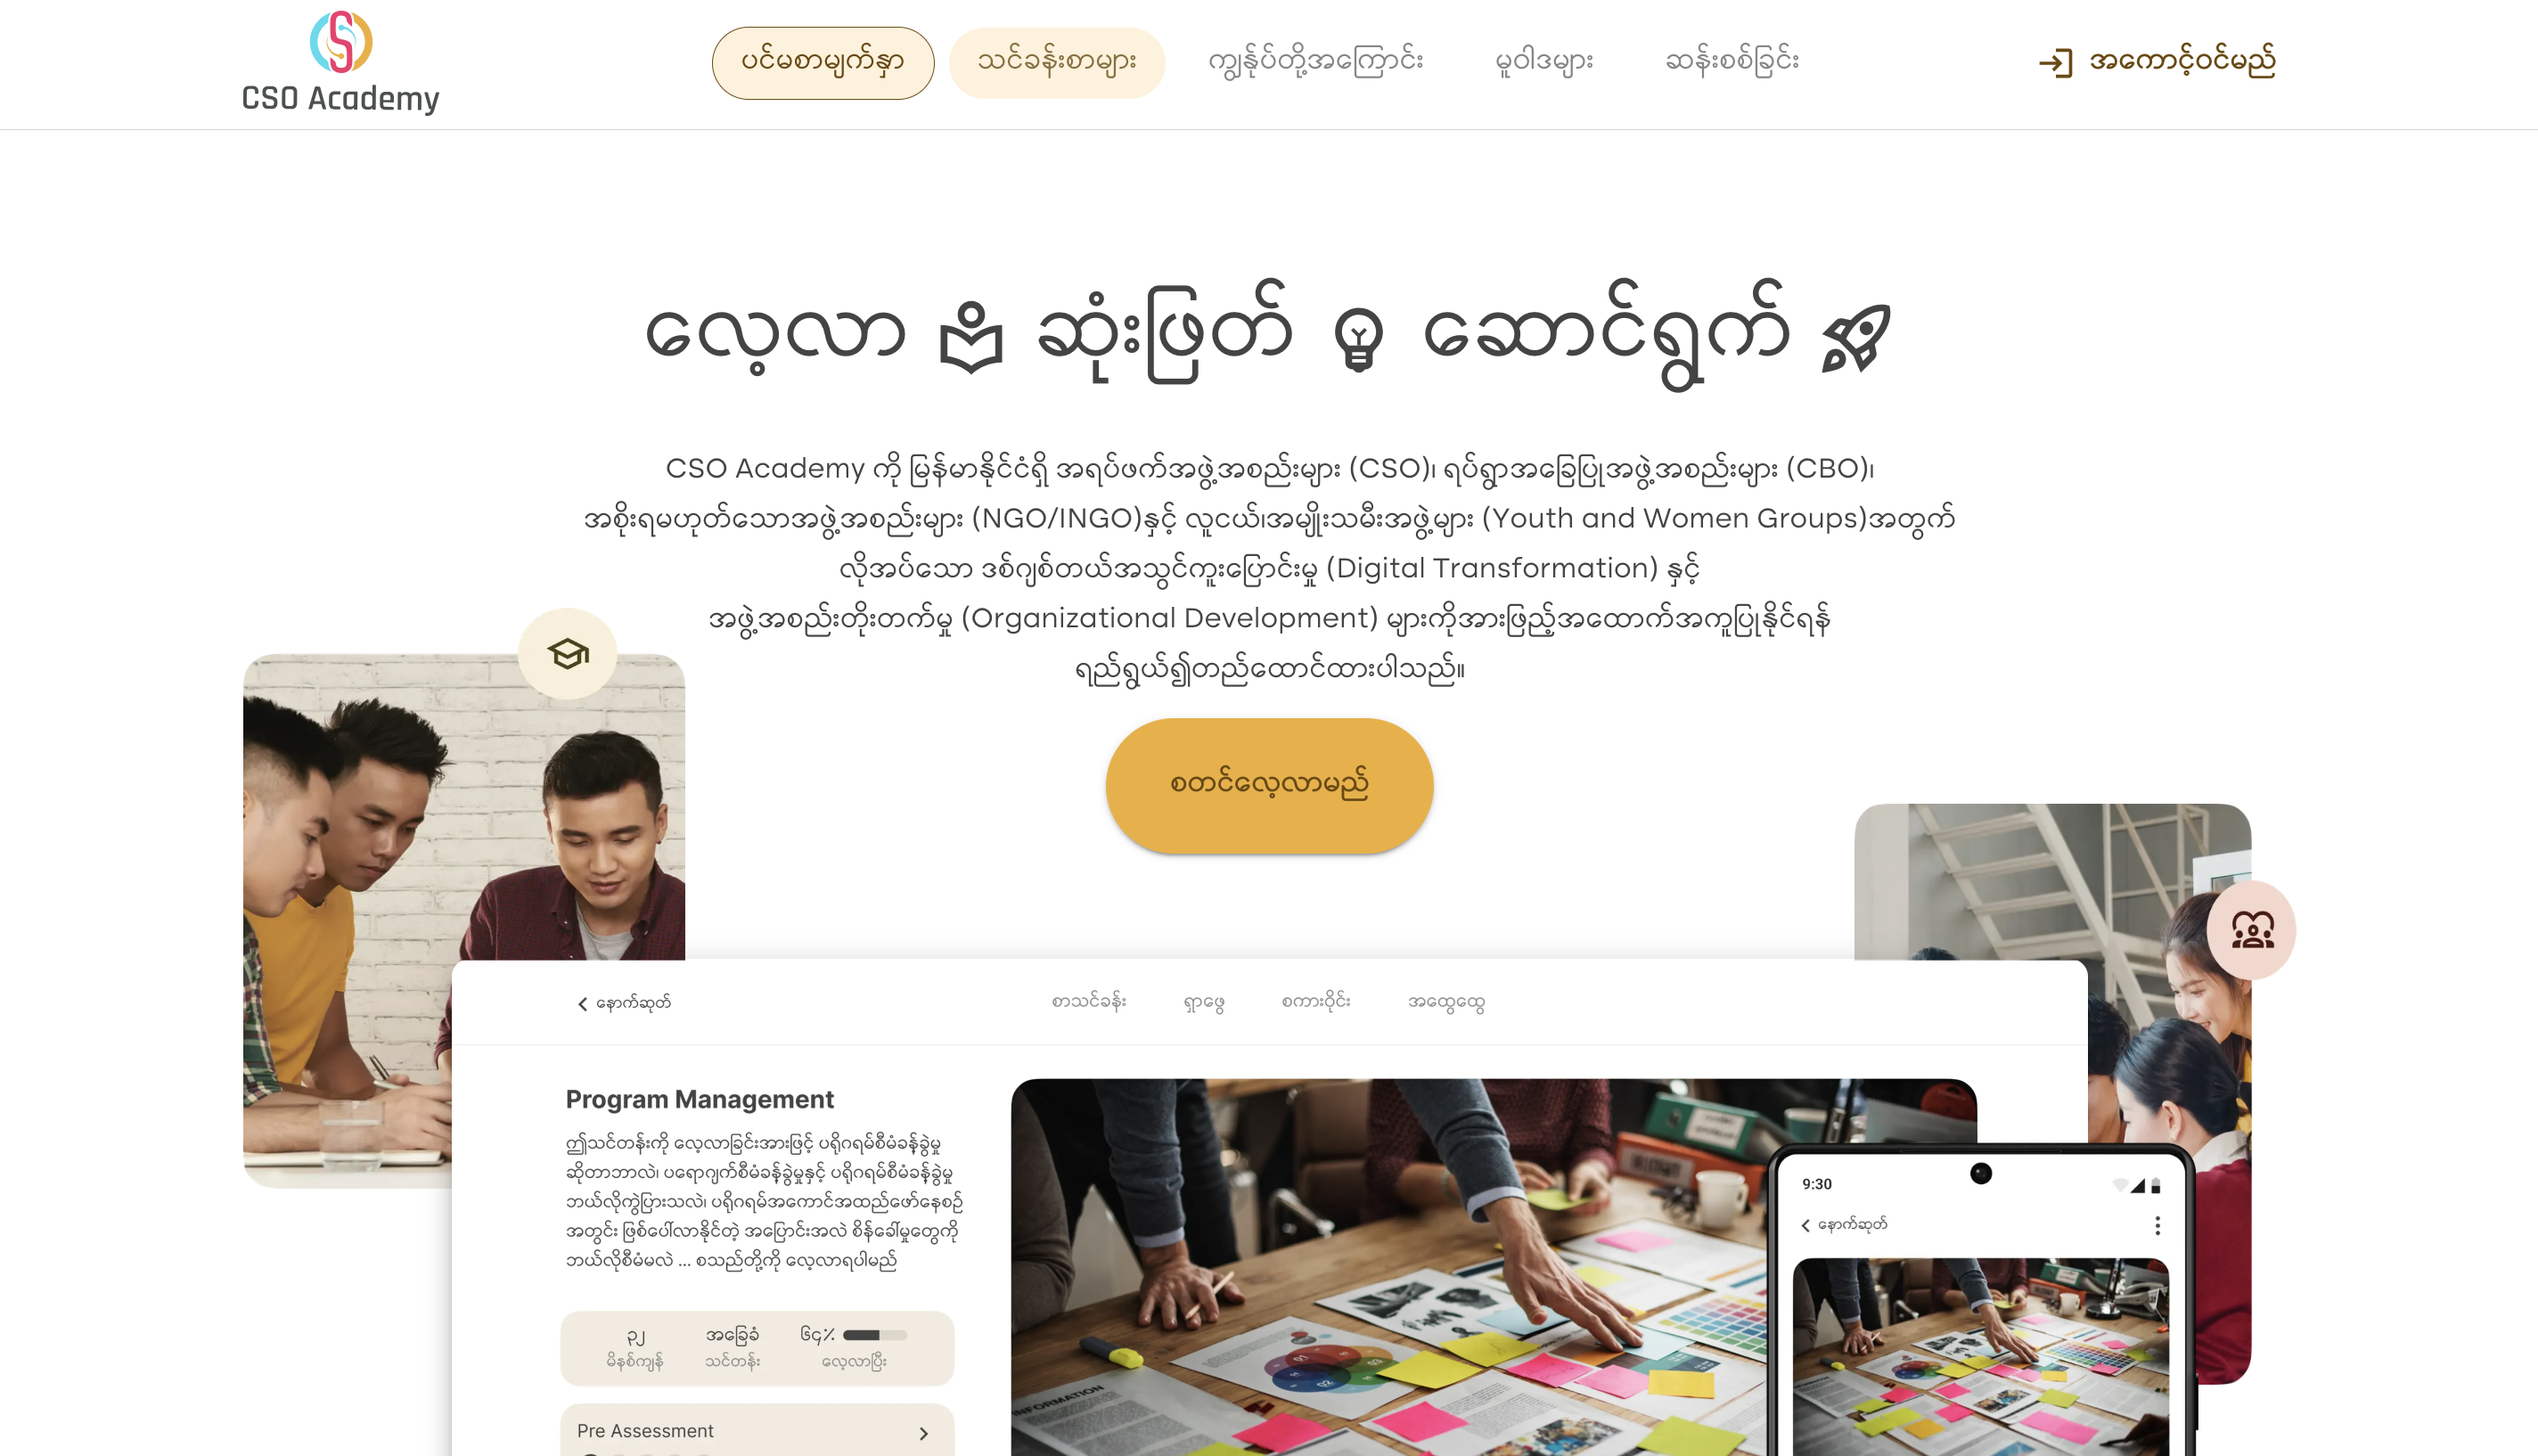 CSO Academy
ပင်မစာမျက်နှာ
သင်ခန်းစာများ
ကျွန်ုပ်တို့အကြောင်း
မူဝါဒများ
ဆန်းစစ်ခြင်း
အကောင့်ဝင်မည်
လေ့လာ ဆုံးဖြတ် ဆောင်ရွက်
CSO Academy ကို မြန်မာနိုင်ငံရှိ အရပ်ဖက်အဖွဲ့အစည်းများ (CSO)၊ ရပ်ရွာအခြေပြုအဖွဲ့အစည်းများ (CBO)၊
အစိုးရမဟုတ်သောအဖွဲ့အစည်းများ (NGO/INGO)နှင့် လူငယ်၊အမျိုးသမီးအဖွဲ့များ (Youth and Women Groups)အတွက်
လိုအပ်သော ဒစ်ဂျစ်တယ်အသွင်ကူးပြောင်းမှု (Digital Transformation) နှင့်
အဖွဲ့အစည်းတိုးတက်မှု (Organizational Development) များကိုအားဖြည့်အထောက်အကူပြုနိုင်ရန်
ရည်ရွယ်၍တည်ထောင်ထားပါသည်။
စတင်လေ့လာမည်
နောက်ဆုတ်
စာသင်ခန်း
ရှာဖွေ
စကားဝိုင်း
အထွေထွေ
Program Management
ဤသင်တန်းကို လေ့လာခြင်းအားဖြင့် ပရိုဂရမ်စီမံခန့်ခွဲမှု
ဆိုတာဘာလဲ၊ ပရောဂျက်စီမံခန့်ခွဲမှုနှင့် ပရိုဂရမ်စီမံခန့်ခွဲမှု
ဘယ်လိုကွဲပြားသလဲ၊ ပရိုဂရမ်အကောင်အထည်ဖော်နေစဉ်
အတွင်း ဖြစ်ပေါ်လာနိုင်တဲ့ အပြောင်းအလဲ စိန်ခေါ်မှုတွေကို
ဘယ်လိုစီမံမလဲ ... စသည်တို့ကို လေ့လာရပါမည်
၃၂
အခြေခံ
၆၄%
မိနစ်ကျန်
သင်တန်း
လေ့လာပြီး
Pre Assessment
INFORMATION
9:30
နောက်ဆုတ်